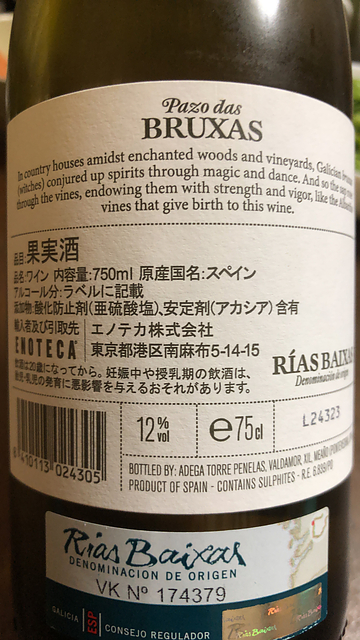 Pazo das
BRUXAS
In country houses amidst enchanted woods and vineyards, Galician
(witches) conjured up spirits through magic and dance. And so the
through the vines, endowing them with strength and vigor, like the
vines that give birth to this wine.
品目:果実酒
品名:ワイン 内容量:750ml 原産国名:スペイン
アルコール分:ラベルに記載
添加物:酸化防止剤(亜硫酸塩)、安定剤(アカシア)含有
輸入者及び引取先 エノテカ株式会社
ENOTECA 東京都港区南麻布5-14-15
飲酒は20歳になってから。妊娠中や授乳期の飲酒は、
胎児・乳児の発育に悪影響を与えるおそれがあります。
RÍAS BAIXAS
Denominación de origen
12% vol
e75cl
L24323
8410113024305
BOTTLED BY: ADEGA TORRE PENELAS, VALDAMOR, XIL, MEAÑO
PRODUCT OF SPAIN - CONTAINS SULPHITES - R.E. 6.899/PO
Rías Baixas
DENOMINACION DE ORIGEN
VK Nº 174379
GALICIA
ESP
CONSEJO REGULADOR